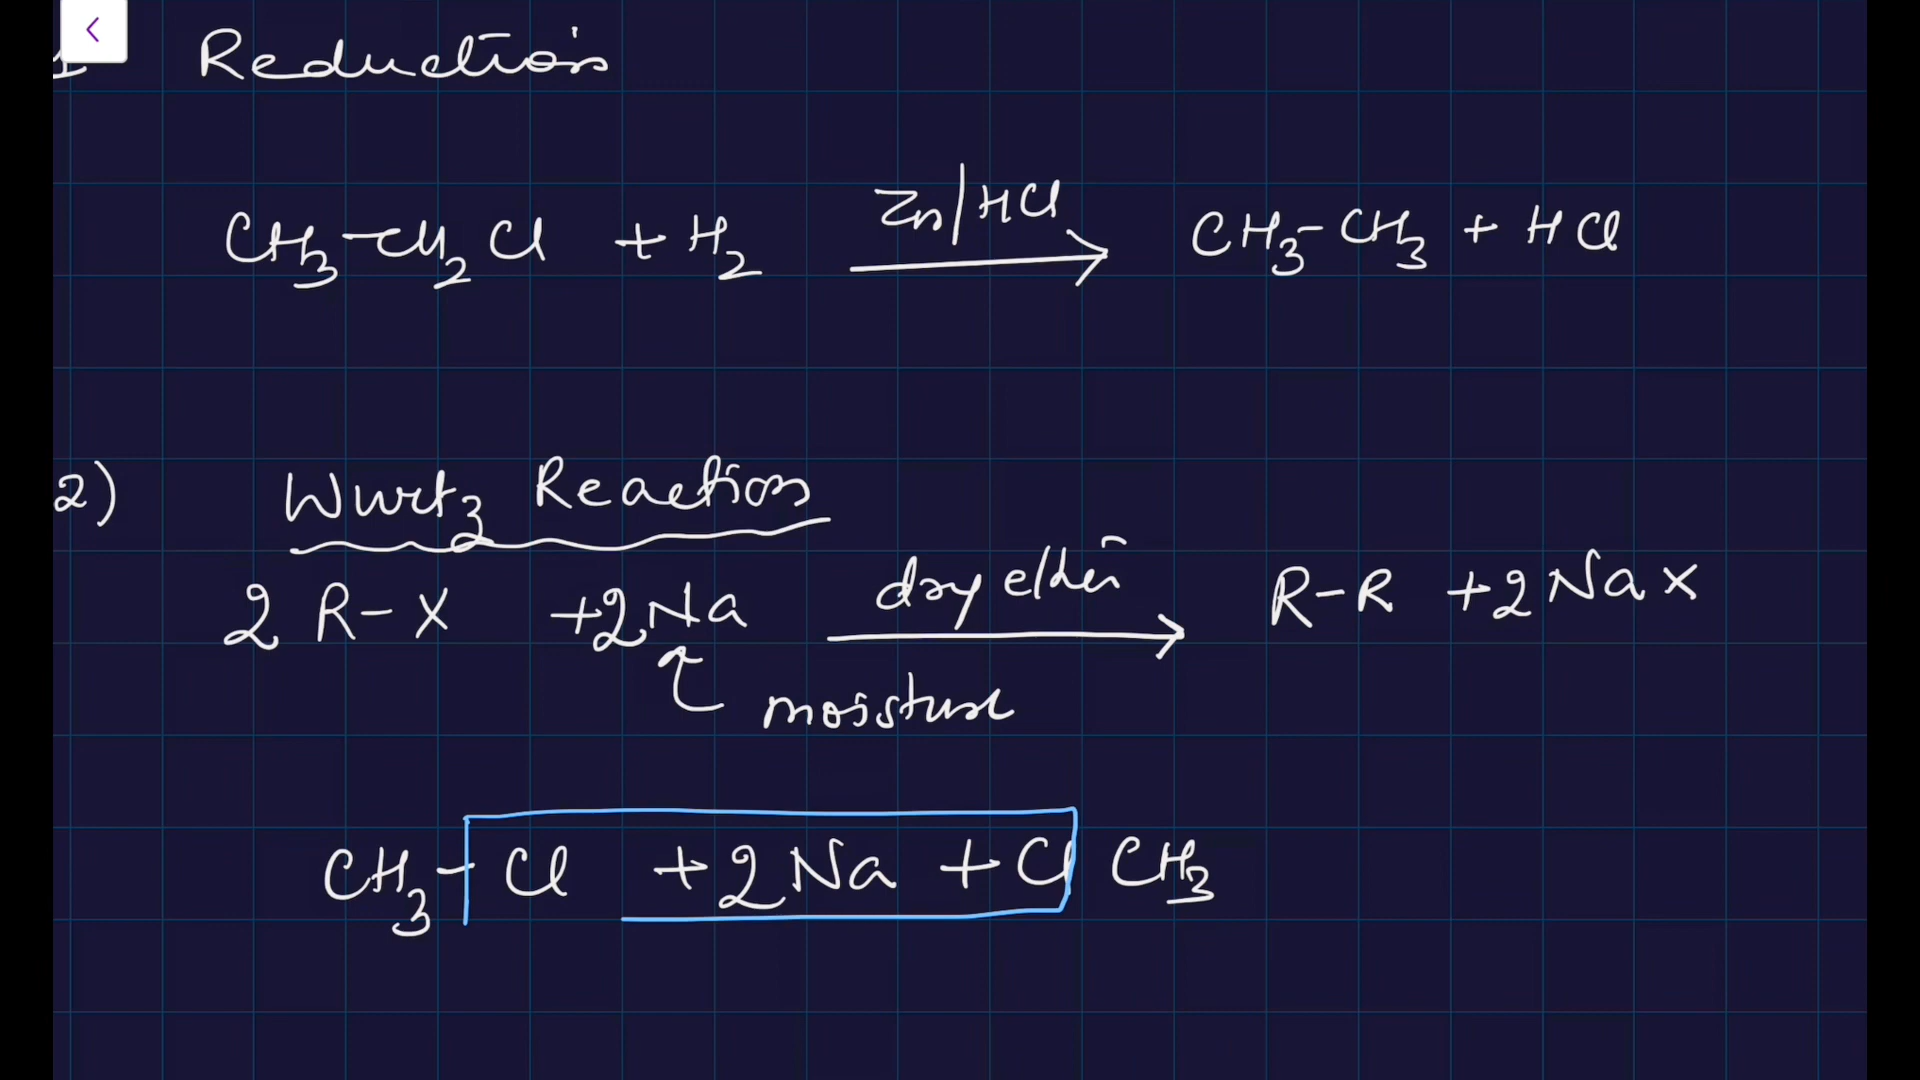 1 Reduction
CH₃-CH₂Cl + H₂ Zn/HCl → CH₃-CH₃ + HCl
2) Wurtz Reaction
2 R-X +2Na dry ether → R-R +2NaX
moisture
CH₃-Cl +2Na +Cl CH₃